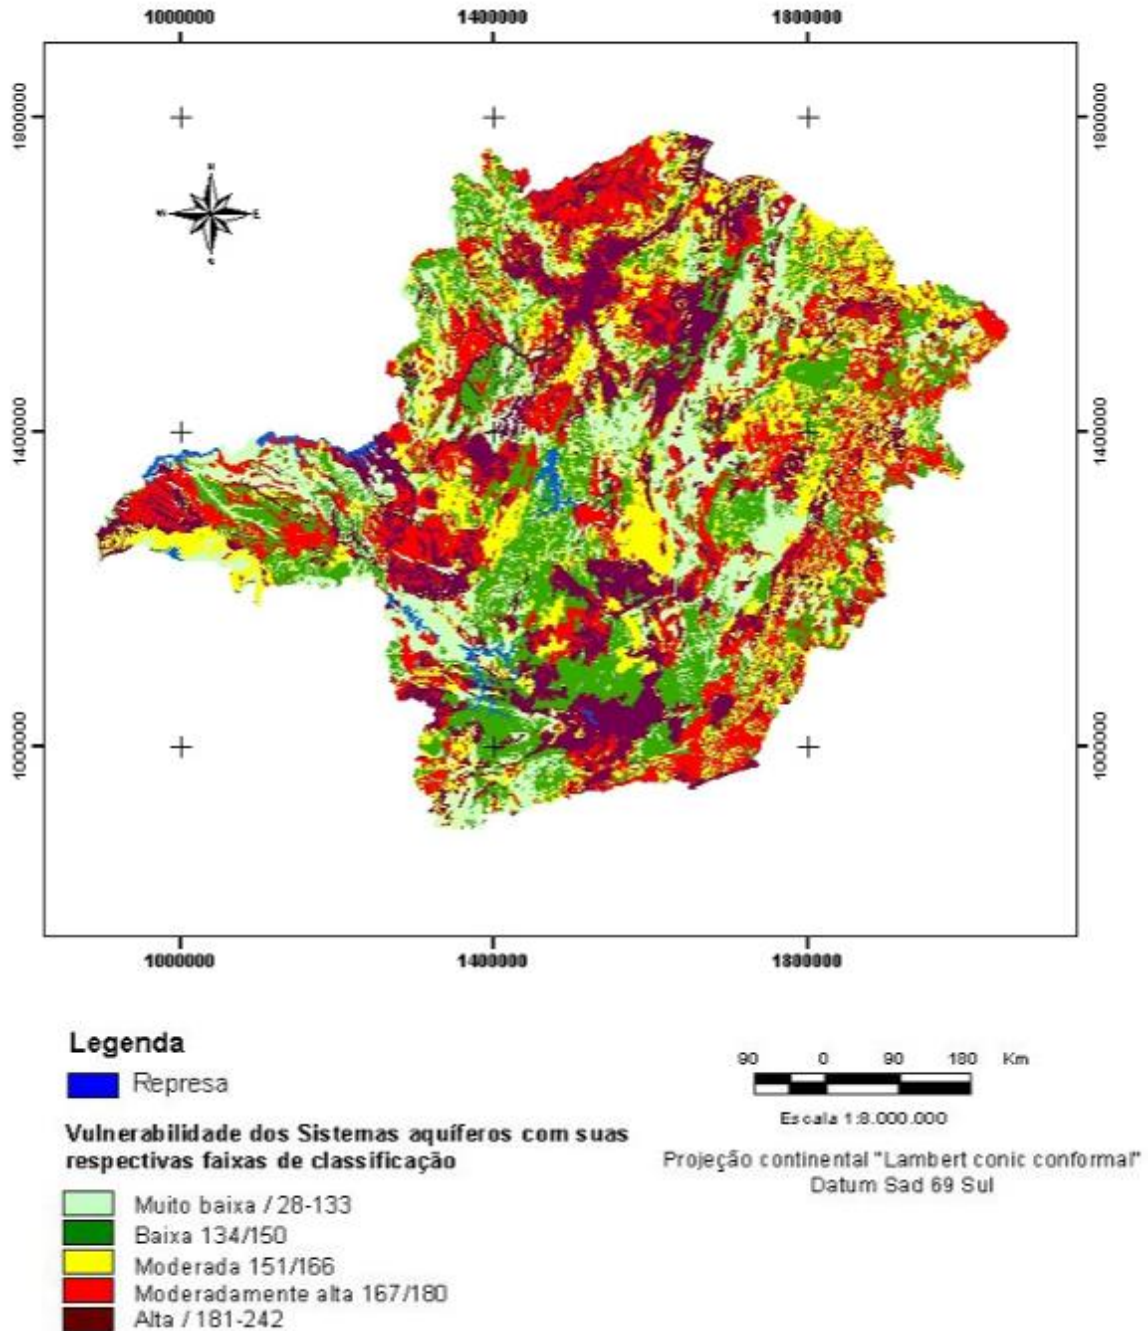 1000000 1400000 1800000
1800000 1800000
N
W E
S
1400000 1400000
1000000 1000000
1000000 1400000 1800000
Legenda
Represa
Vulnerabilidade dos Sistemas aquíferos com suas
respectivas faixas de classificação
Muito baixa / 28-133
Baixa 134/150
Moderada 151/166
Moderadamente alta 167/180
Alta / 181-242
90 0 90 180 Km
Escala 1:8.000.000
Projeção continental "Lambert conic conformal"
Datum Sad 69 Sul